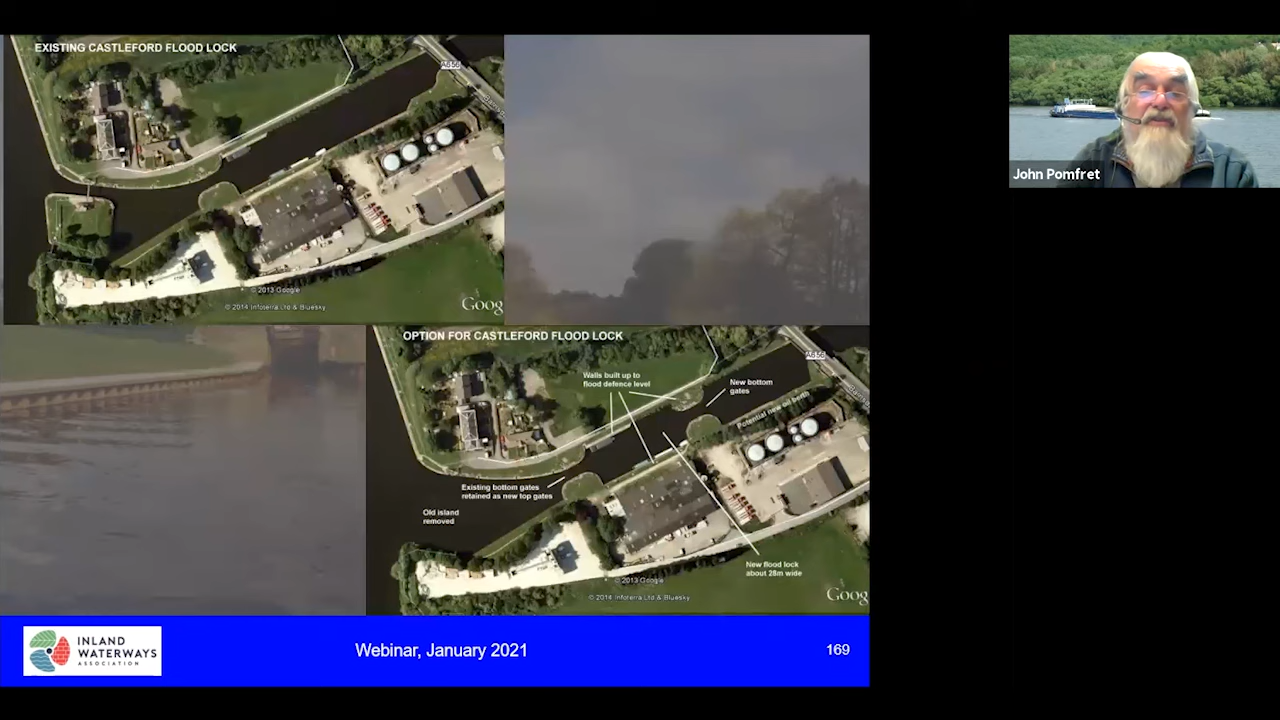 EXISTING CASTLEFORD FLOOD LOCK
A656
© 2013 Google
© 2014 Infoterra Ltd & Bluesky
Goog
John Pomfret
OPTION FOR CASTLEFORD FLOOD LOCK
A656
Walls built up to
flood defence level
New bottom
gates
Potential new oil berth
Existing bottom gates
retained as new top gates
Old island
removed
New flood lock
about 28m wide
© 2013 Google
© 2014 Infoterra Ltd & Bluesky
Goog
INLAND
WATERWAYS
ASSOCIATION
Webinar, January 2021
169